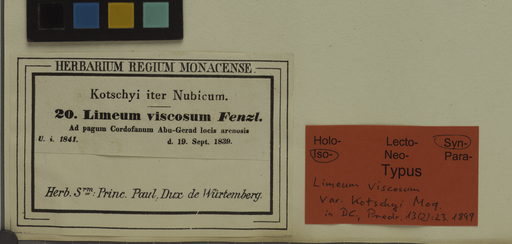 HERBARIUM REGIUM MONACENSE.
Kotschyi iter Nubicum.
20. Limeum viscosum Fenzl.
Ad pagum Cordofanum Abu-Gerad locis arenosis
U. i. 1841. d. 19. Sept. 1839.
Herb. Srm: Princ. Paul, Dux de Würtemberg.
Holo- Lecto- Syn-
Iso- Neo- Para-
Typus
Limeum viscosum
var. Kotschyi Moq.
in DC, Prodr. 13(2):23. 1849